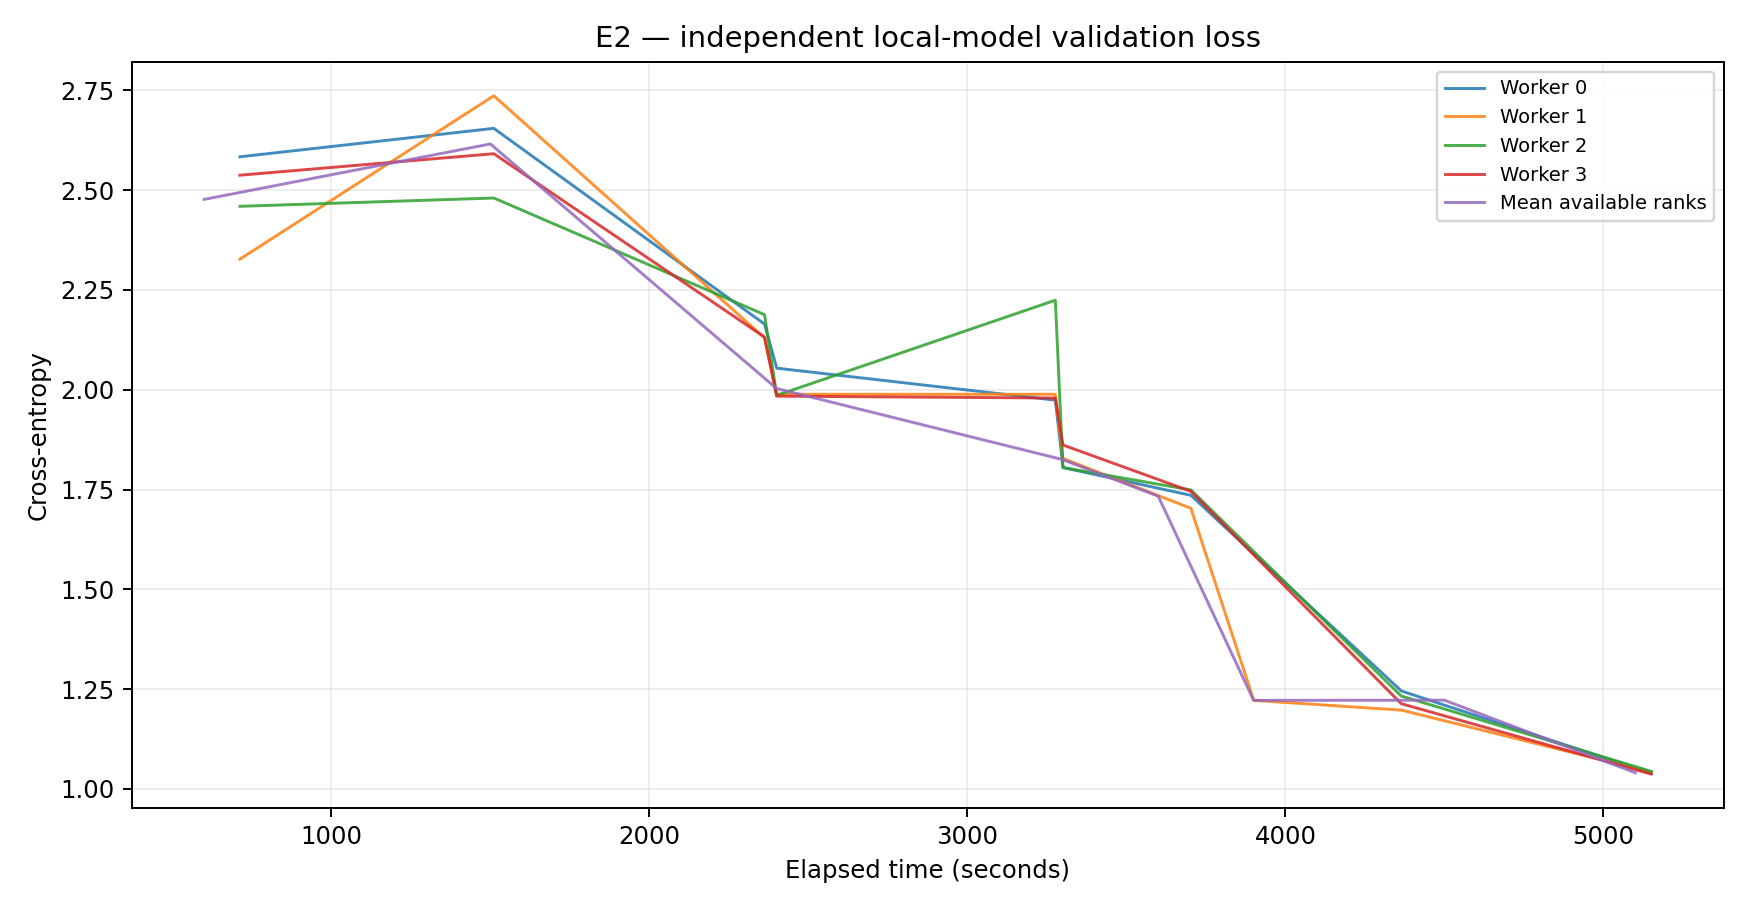 E2 — independent local-model validation loss
Worker 0
Worker 1
Worker 2
Worker 3
Mean available ranks
Cross-entropy
2.75
2.50
2.25
2.00
1.75
1.50
1.25
1.00
1000
2000
3000
4000
5000
Elapsed time (seconds)